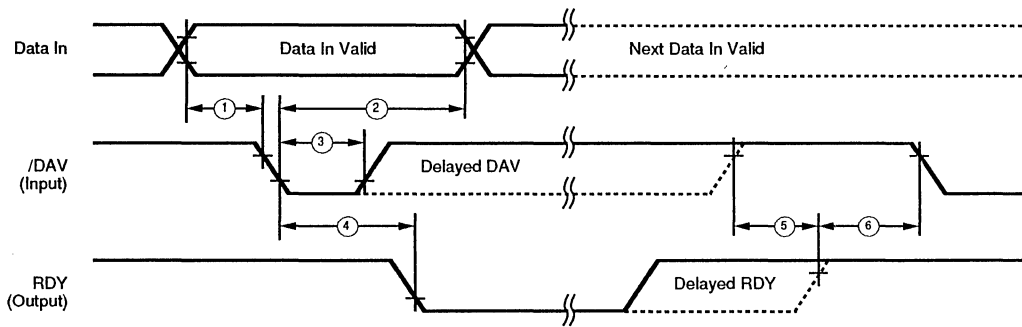 Data In
Data In Valid
Next Data In Valid
1
2
3
/DAV
(Input)
Delayed DAV
4
5
6
RDY
(Output)
Delayed RDY